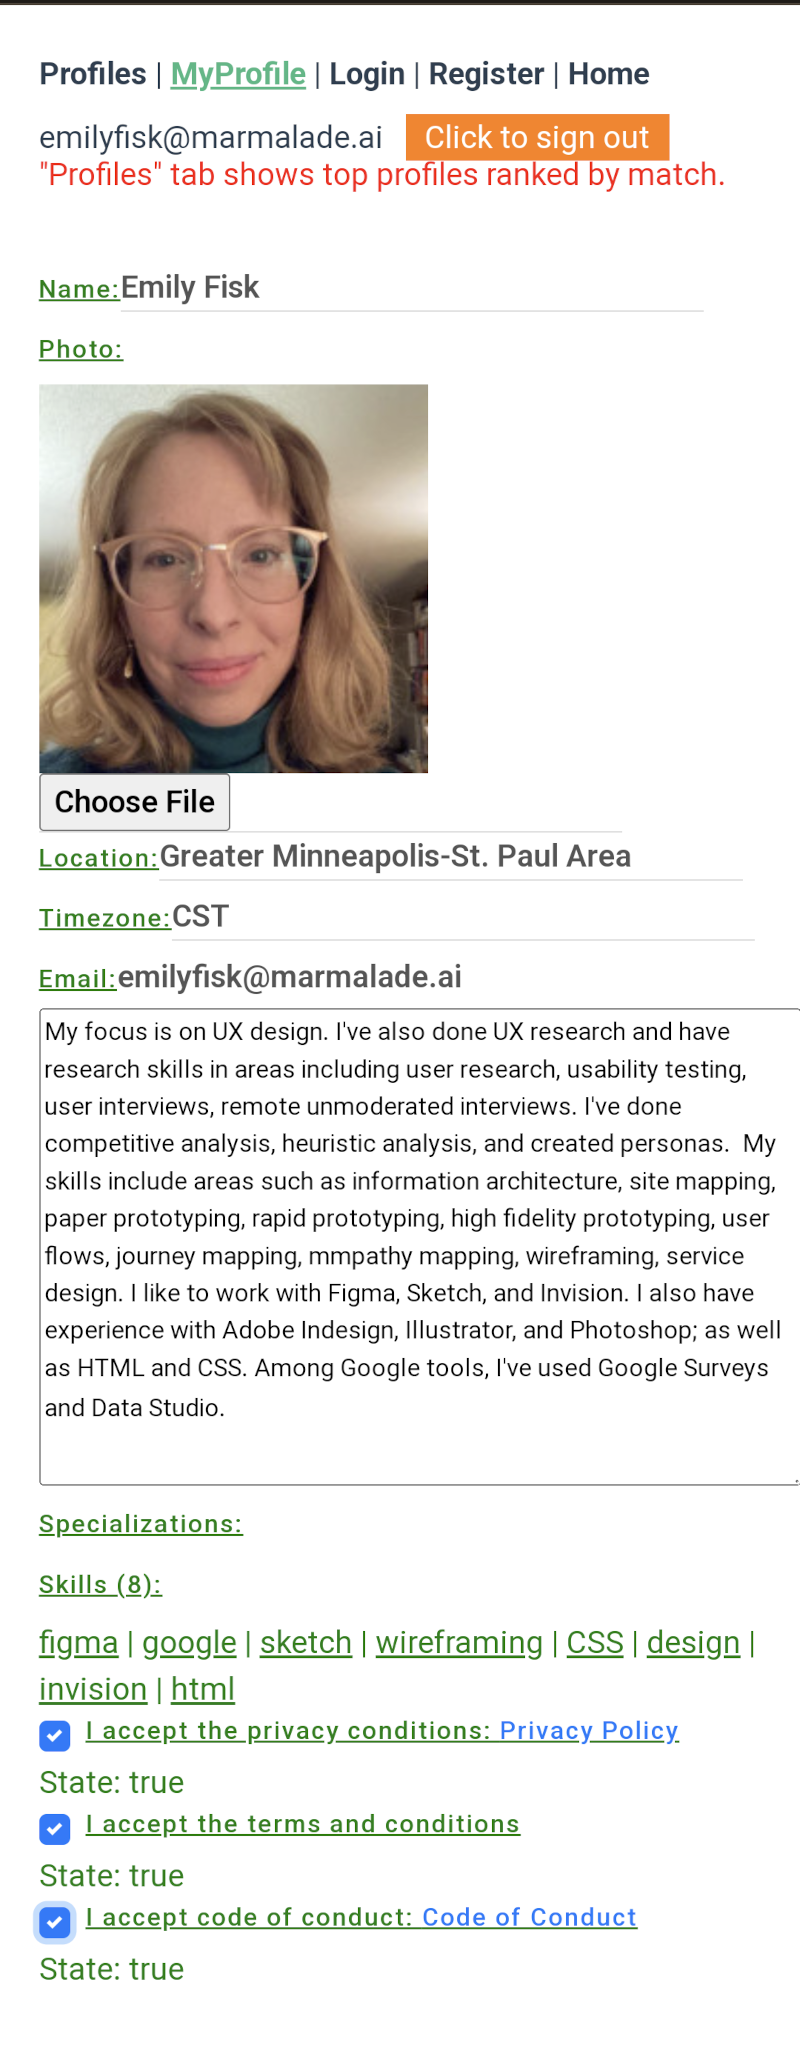 Profiles | MyProfile | Login | Register | Home
emilyfisk@marmalade.ai Click to sign out
"Profiles" tab shows top profiles ranked by match.
Name:Emily Fisk
Photo:
Choose File
Location:Greater Minneapolis-St. Paul Area
Timezone:CST
Email:emilyfisk@marmalade.ai
My focus is on UX design. I've also done UX research and have
research skills in areas including user research, usability testing,
user interviews, remote unmoderated interviews. I've done
competitive analysis, heuristic analysis, and created personas.  My
skills include areas such as information architecture, site mapping,
paper prototyping, rapid prototyping, high fidelity prototyping, user
flows, journey mapping, mmpathy mapping, wireframing, service
design. I like to work with Figma, Sketch, and Invision. I also have
experience with Adobe Indesign, Illustrator, and Photoshop; as well
as HTML and CSS. Among Google tools, I've used Google Surveys
and Data Studio.
Specializations:
Skills (8):
figma | google | sketch | wireframing | CSS | design |
invision | html
I accept the privacy conditions: Privacy Policy
State: true
I accept the terms and conditions
State: true
I accept code of conduct: Code of Conduct
State: true